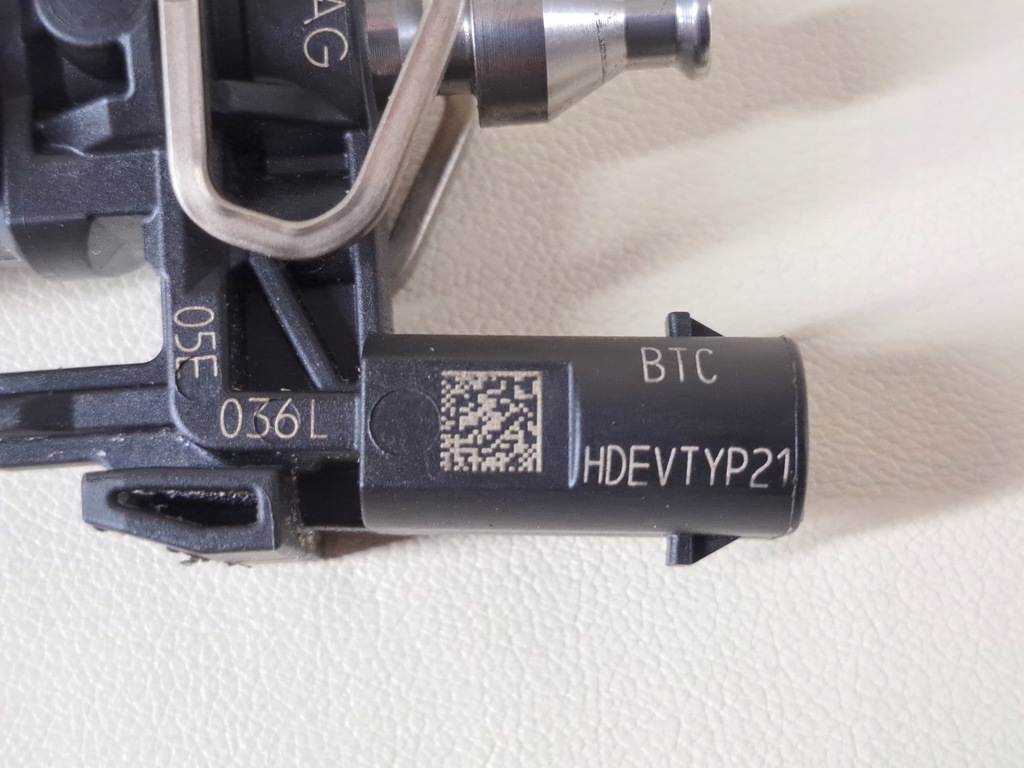 AG
05E
036L
BTC
HDEVTYP21